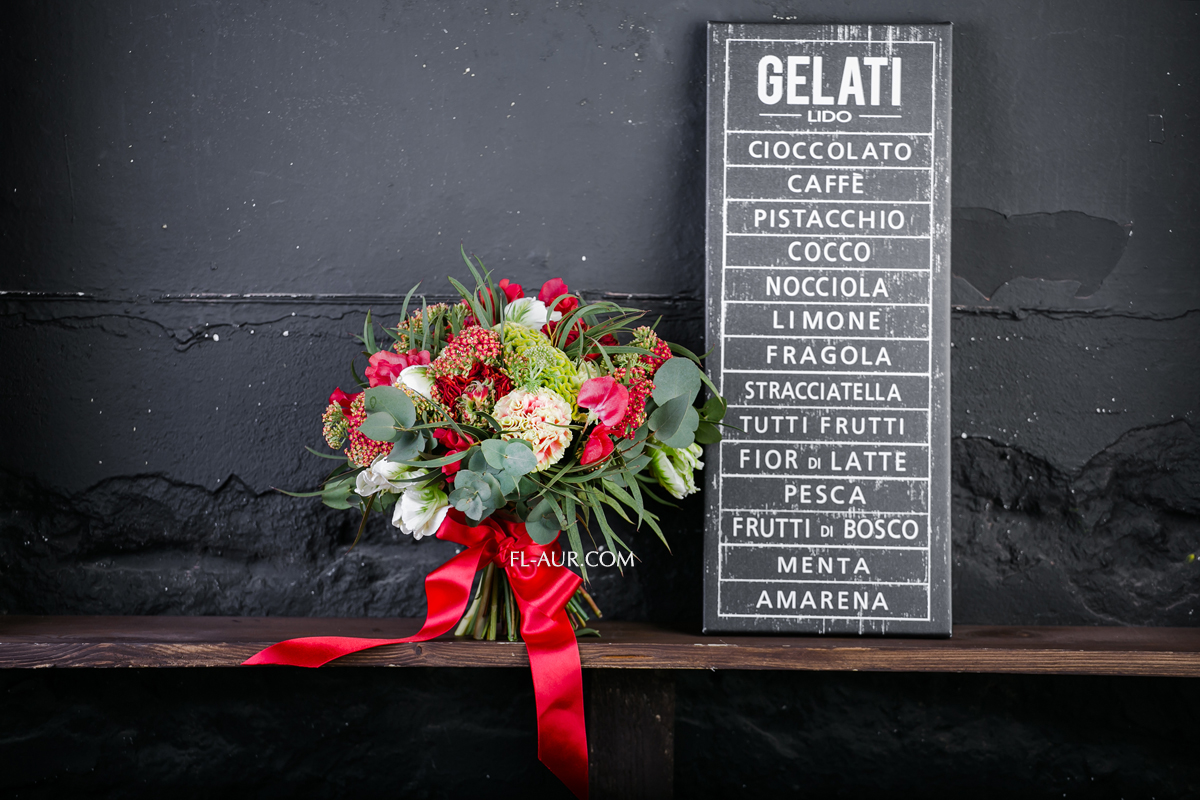 GELATI
LIDO
CIOCCOLATO
CAFFÈ
PISTACCHIO
COCCO
NOCCIOLA
LIMONE
FRAGOLA
STRACCIATELLA
TUTTI FRUTTI
FIOR DI LATTE
PESCA
FRUTTI DI BOSCO
MENTA
AMARENA
FL-AUR.COM